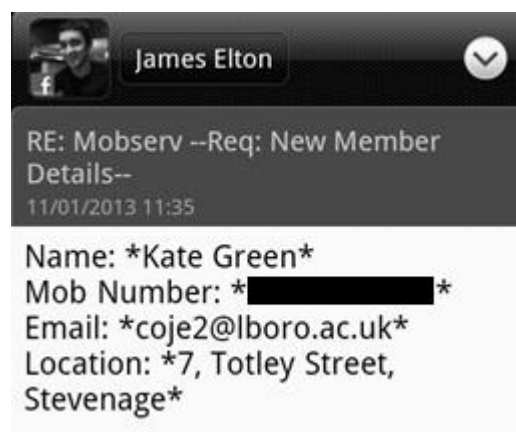 James Elton
f
RE: Mobserv --Req: New Member
Details--
11/01/2013 11:35
Name: *Kate Green*
Mob Number: * *
Email: *coje2@lboro.ac.uk*
Location: *7, Totley Street,
Stevenage*